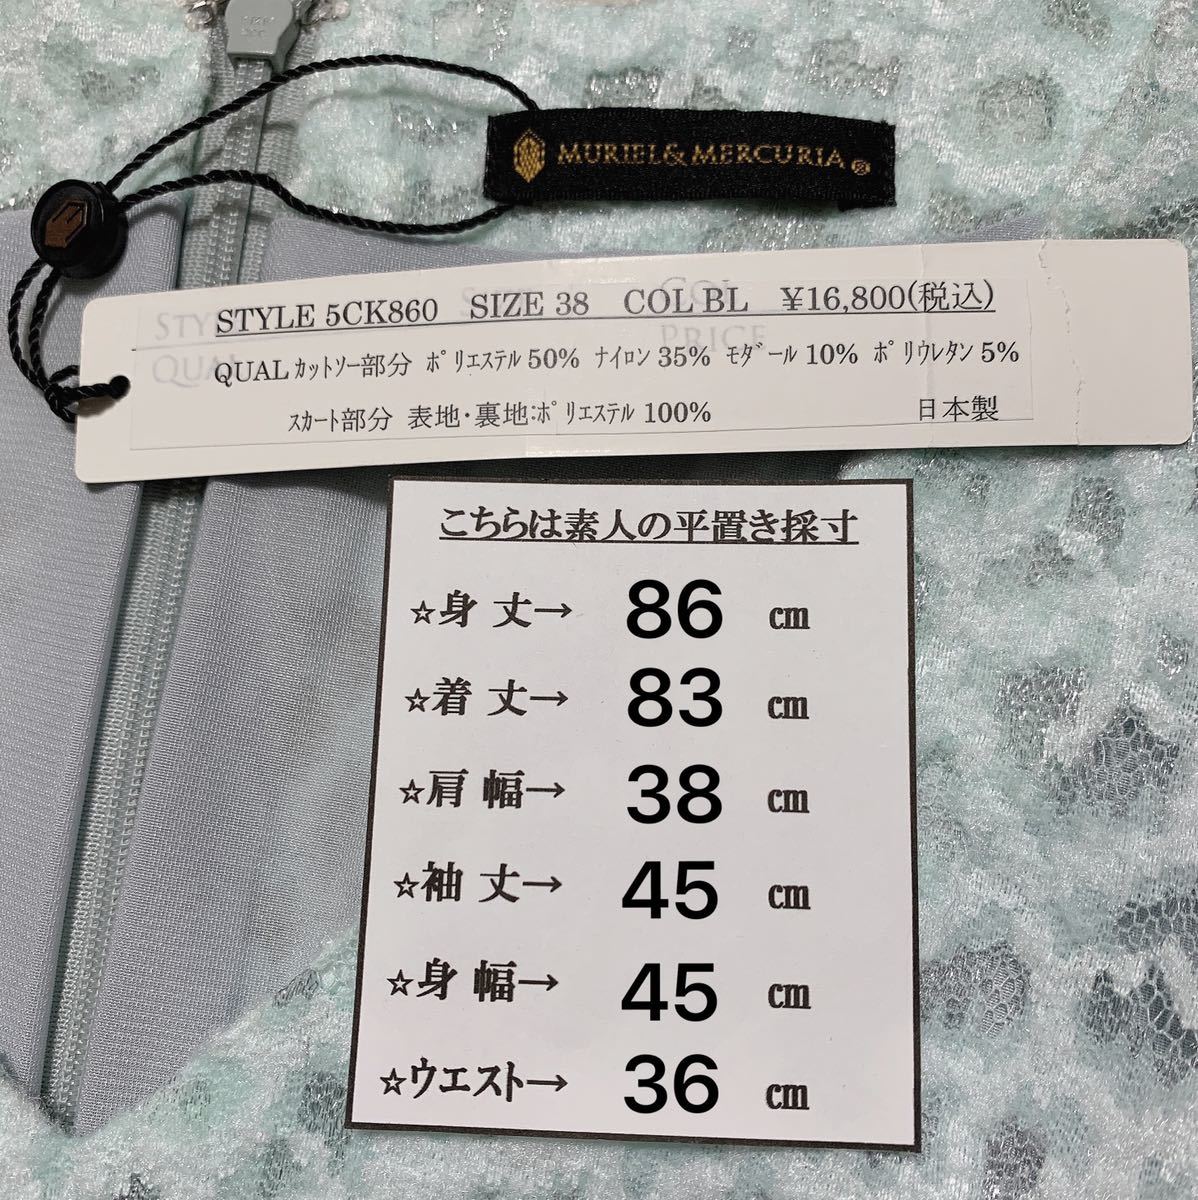 MURIEL&MERCURIA®
STYLE 5CK860 SIZE 38 COL BL ¥16,800(税込)
QUAL カットソー部分 ポリエステル50% ナイロン35% モダール10% ポリウレタン5%
スカート部分 表地・裏地:ポリエステル100% 日本製
こちらは素人の平置き採寸
☆身 丈→ 86 ㎝
☆着 丈→ 83 ㎝
☆肩 幅→ 38 ㎝
☆袖 丈→ 45 ㎝
☆身 幅→ 45 ㎝
☆ウエスト→ 36 ㎝